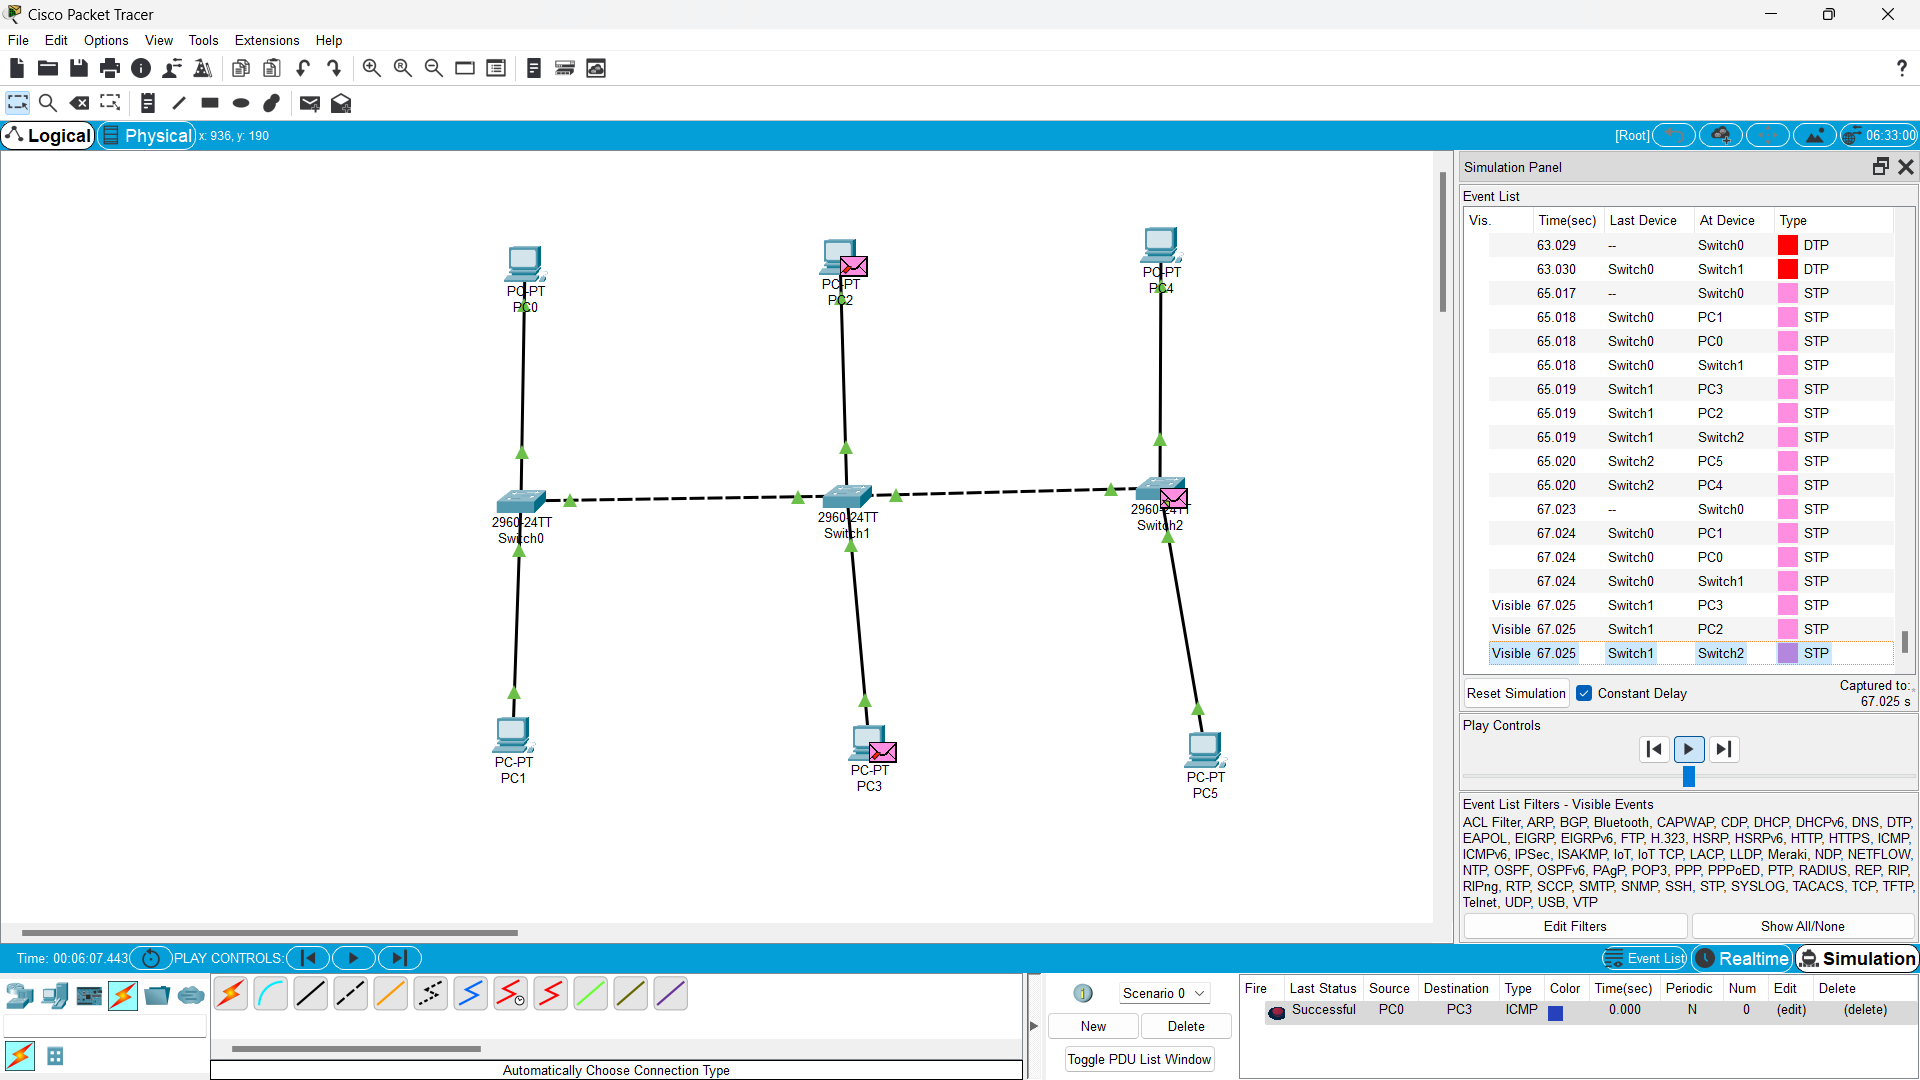 Cisco Packet Tracer
File Edit Options View Tools Extensions Help
Logical Physical x: 936, y: 190 [Root] 06:33:00
PC-PT
PC0
PC-PT
PC2
PC-PT
PC4
2960-24TT
Switch0
2960-24TT
Switch1
2960-24TT
Switch2
PC-PT
PC1
PC-PT
PC3
PC-PT
PC5
Simulation Panel
Event List
Vis. Time(sec) Last Device At Device Type
63.029 -- Switch0 DTP
63.030 Switch0 Switch1 DTP
65.017 -- Switch0 STP
65.018 Switch0 PC1 STP
65.018 Switch0 PC0 STP
65.018 Switch0 Switch1 STP
65.019 Switch1 PC3 STP
65.019 Switch1 PC2 STP
65.019 Switch1 Switch2 STP
65.020 Switch2 PC5 STP
65.020 Switch2 PC4 STP
67.023 -- Switch0 STP
67.024 Switch0 PC1 STP
67.024 Switch0 PC0 STP
67.024 Switch0 Switch1 STP
Visible 67.025 Switch1 PC3 STP
Visible 67.025 Switch1 PC2 STP
Visible 67.025 Switch1 Switch2 STP
Reset Simulation Constant Delay Captured to:
67.025 s
Play Controls
Event List Filters - Visible Events
ACL Filter, ARP, BGP, Bluetooth, CAPWAP, CDP, DHCP, DHCPv6, DNS, DTP,
EAPOL, EIGRP, EIGRPv6, FTP, H.323, HSRP, HSRPv6, HTTP, HTTPS, ICMP,
ICMPv6, IPSec, ISAKMP, IoT, IoT TCP, LACP, LLDP, Meraki, NDP, NETFLOW,
NTP, OSPF, OSPFv6, PAgP, POP3, PPP, PPPoED, PTP, RADIUS, REP, RIP,
RIPng, RTP, SCCP, SMTP, SNMP, SSH, STP, SYSLOG, TACACS, TCP, TFTP,
Telnet, UDP, USB, VTP
Edit Filters Show All/None
Time: 00:06:07.443 PLAY CONTROLS: Event List Realtime Simulation
Scenario 0
New Delete
Toggle PDU List Window
Fire Last Status Source Destination Type Color Time(sec) Periodic Num Edit Delete
Successful PC0 PC3 ICMP 0.000 N 0 (edit) (delete)
Automatically Choose Connection Type